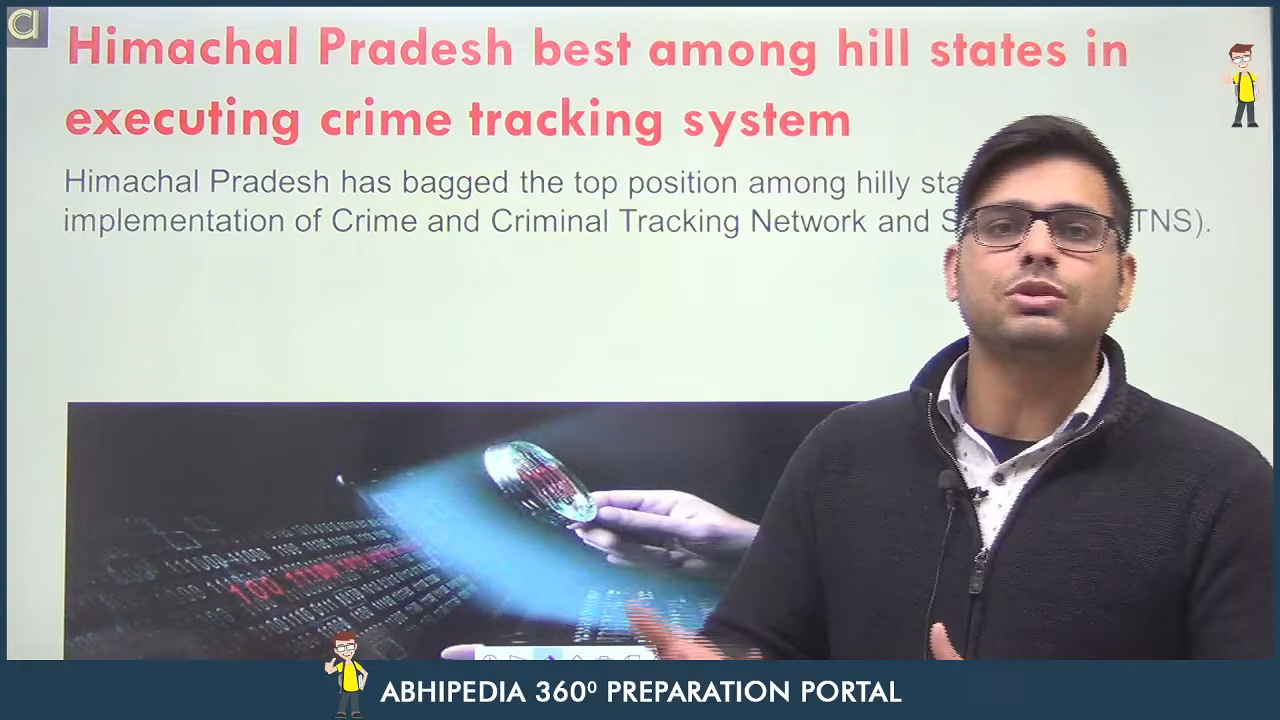 Himachal Pradesh best among hill states in
executing crime tracking system
Himachal Pradesh has bagged the top position among hilly
implementation of Crime and Criminal Tracking Network and TNS).
ABHIPEDIA 360⁰ PREPARATION PORTAL